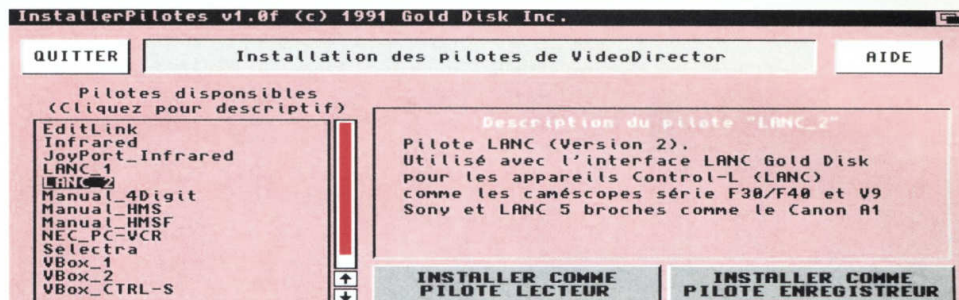 InstallerPilotes v1.0f (c) 1991 Gold Disk Inc.
QUITTER
Installation des pilotes de VideoDirector
AIDE
Pilotes disponibles
(Cliquez pour descriptif)
EditLink
Infrared
JoyPort_Infrared
LANC_1
LANC_2
Manual_4Digit
Manual_HMS
Manual_HMSF
NEC_PC-VCR
Selectra
VBox_1
VBox_2
VBox_CTRL-S
Description du pilote "LANC_2"
Pilote LANC (Version 2).
Utilisé avec l'interface LANC Gold Disk
pour les appareils Control-L (LANC)
comme les caméscopes série F30/F40 et V9
Sony et LANC 5 broches comme le Canon A1
INSTALLER COMME
PILOTE LECTEUR
INSTALLER COMME
PILOTE ENREGISTREUR